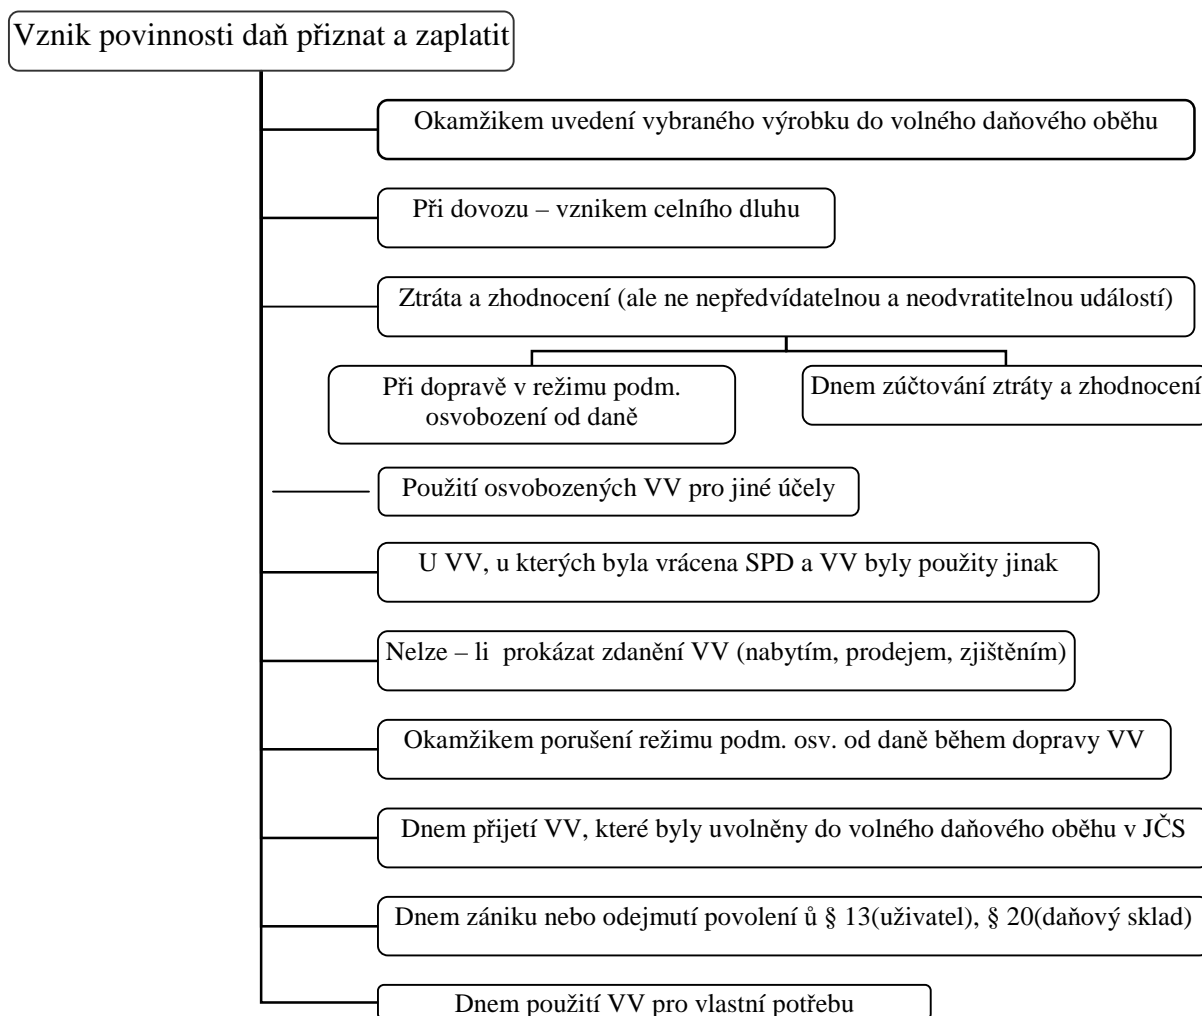 Vznik povinnosti daň přiznat a zaplatit
Okamžikem uvedení vybraného výrobku do volného daňového oběhu
Při dovozu – vznikem celního dluhu
Ztráta a zhodnocení (ale ne nepředvídatelnou a neodvratitelnou událostí)
Při dopravě v režimu podm.
osvobození od daně
Dnem zúčtování ztráty a zhodnocení
Použití osvobozených VV pro jiné účely
U VV, u kterých byla vrácena SPD a VV byly použity jinak
Nelze – li prokázat zdanění VV (nabytím, prodejem, zjištěním)
Okamžikem porušení režimu podm. osv. od daně během dopravy VV
Dnem přijetí VV, které byly uvolněny do volného daňového oběhu v JČS
Dnem zániku nebo odejmutí povolení ů § 13(uživatel), § 20(daňový sklad)
Dnem použití VV pro vlastní potřebu